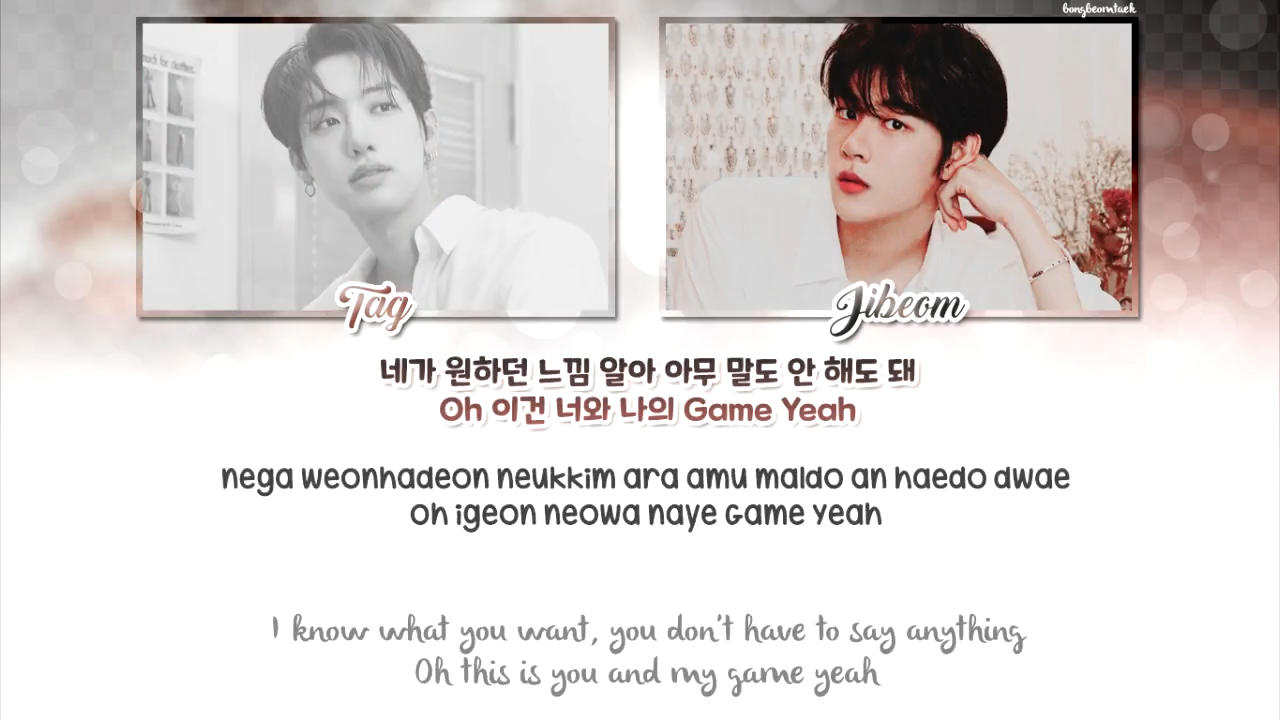 bongbeomtaek
Tag
Jibeom
네가 원하던 느낌 알아 아무 말도 안 해도 돼
Oh 이건 너와 나의 Game Yeah
nega weonhadeon neukkim ara amu maldo an haedo dwae
oh igeon neowa naye game yeah
I know what you want, you don't have to say anything
Oh this is you and my game yeah